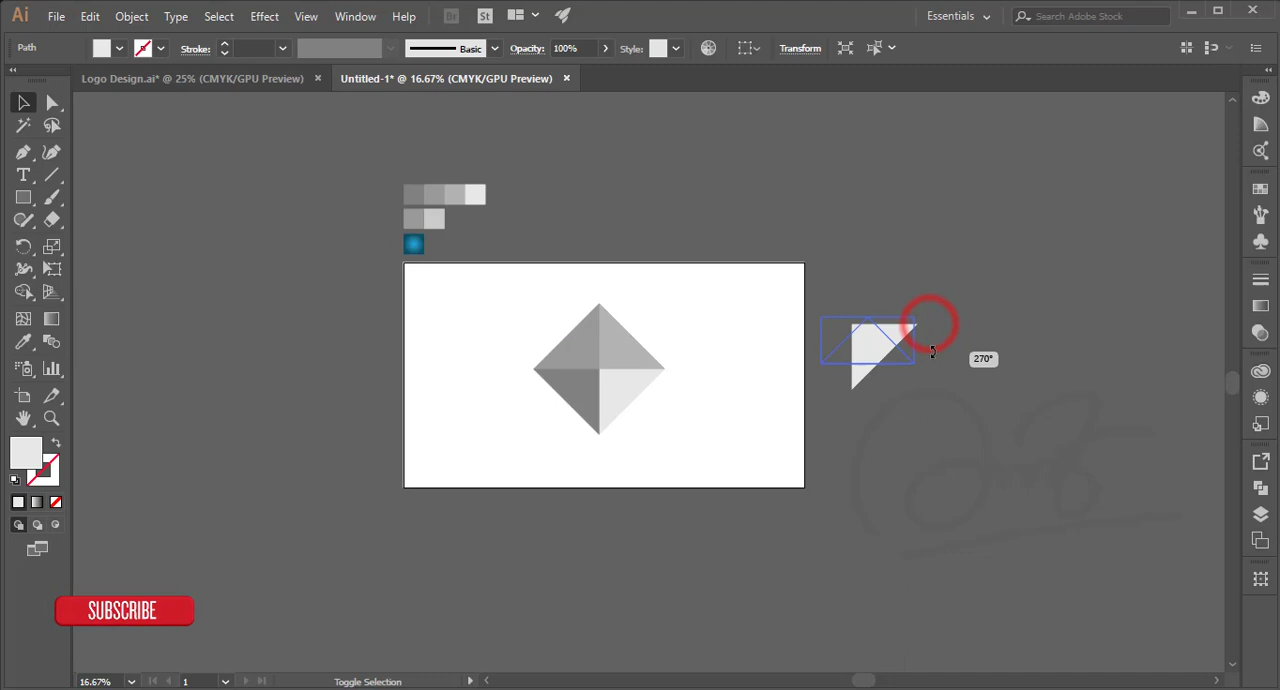 Ai File Edit Object Type Select Effect View Window Help Br St Essentials Search Adobe Stock
Path Stroke: Basic Opacity: 100% Style: Transform
Logo Design.ai* @ 25% (CMYK/GPU Preview) Untitled-1* @ 16.67% (CMYK/GPU Preview)
270°
SUBSCRIBE
16.67% 1 Toggle Selection